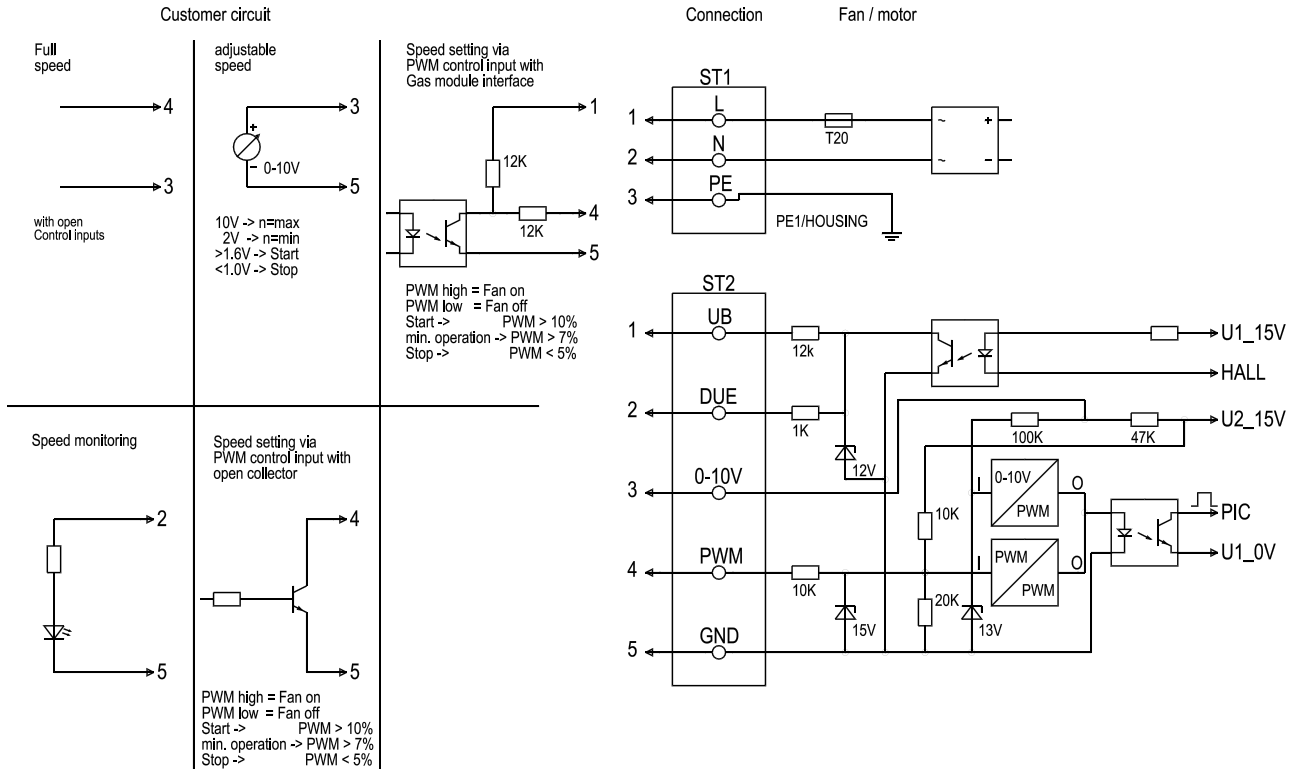 Customer circuit
Connection
Fan / motor
Full
speed
4
3
with open
Control inputs
adjustable
speed
3
+
–
0-10V
5
10V -> n=max
2V -> n=min
>1.6V -> Start
<1.0V -> Stop
Speed setting via
PWM control input with
Gas module interface
1
12K
4
12K
5
PWM high = Fan on
PWM low = Fan off
Start -> PWM > 10%
min. operation -> PWM > 7%
Stop -> PWM < 5%
Speed monitoring
2
5
Speed setting via
PWM control input with
open collector
4
5
PWM high = Fan on
PWM low = Fan off
Start -> PWM > 10%
min. operation -> PWM > 7%
Stop -> PWM < 5%
ST1
1
L
T20
~
+
2
N
~
–
3
PE
PE1/HOUSING
ST2
1
UB
12k
U1_15V
HALL
2
DUE
1K
100K
47K
U2_15V
12V
3
0-10V
I
0-10V
PWM
O
10K
PIC
U1_0V
4
PWM
10K
I
PWM
PWM
O
15V
20K
13V
5
GND